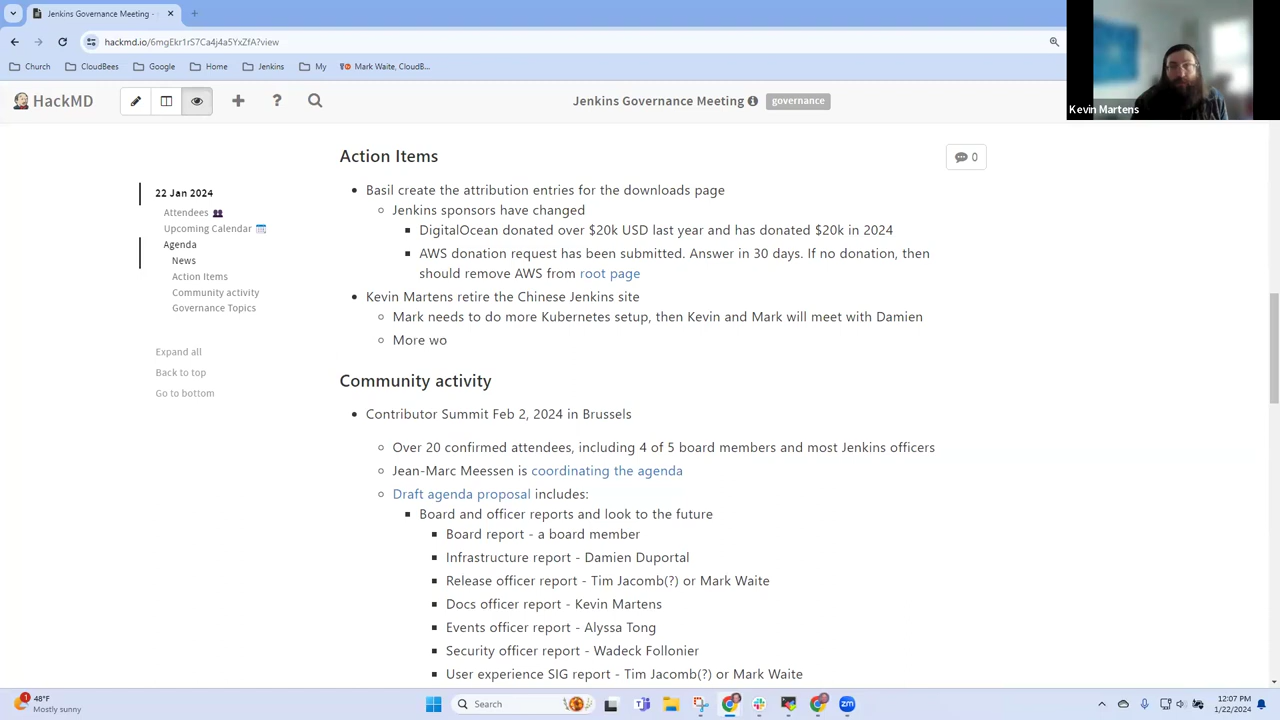 Jenkins Governance Meeting -
hackmd.io/6mgEkr1rS7Ca4j4a5YxZfA?view
Church
CloudBees
Google
Home
Jenkins
My
Mark Waite, CloudB...
Kevin Martens
HackMD
Jenkins Governance Meeting
governance
0
22 Jan 2024
Attendees
Upcoming Calendar
Agenda
News
Action Items
Community activity
Governance Topics
Expand all
Back to top
Go to bottom
Action Items
Basil create the attribution entries for the downloads page
Jenkins sponsors have changed
DigitalOcean donated over $20k USD last year and has donated $20k in 2024
AWS donation request has been submitted. Answer in 30 days. If no donation, then
should remove AWS from root page
Kevin Martens retire the Chinese Jenkins site
Mark needs to do more Kubernetes setup, then Kevin and Mark will meet with Damien
More wo
Community activity
Contributor Summit Feb 2, 2024 in Brussels
Over 20 confirmed attendees, including 4 of 5 board members and most Jenkins officers
Jean-Marc Meessen is coordinating the agenda
Draft agenda proposal includes:
Board and officer reports and look to the future
Board report - a board member
Infrastructure report - Damien Duportal
Release officer report - Tim Jacomb(?) or Mark Waite
Docs officer report - Kevin Martens
Events officer report - Alyssa Tong
Security officer report - Wadeck Follonier
User experience SIG report - Tim Jacomb(?) or Mark Waite
1
48°F
Mostly sunny
Search
zm
12:07 PM
1/22/2024